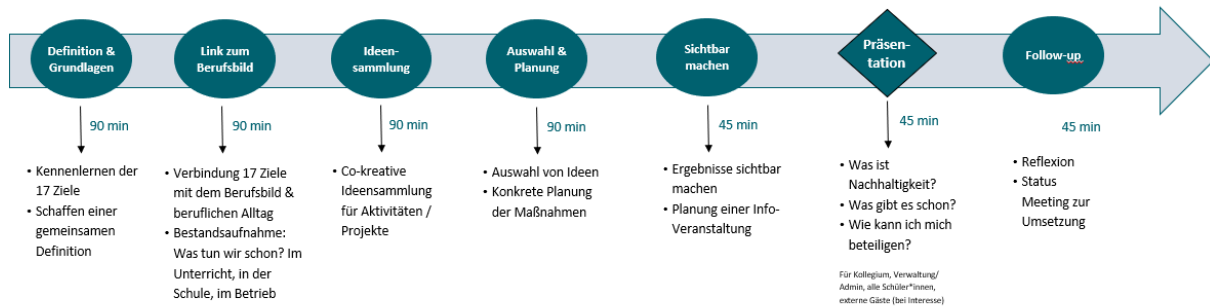 Definition &
Grundlagen
Link zum
Berufsbild
Ideen-
sammlung
Auswahl &
Planung
Sichtbar
machen
Präsen-
tation
Follow-up
90 min
90 min
90 min
90 min
45 min
45 min
45 min
• Kennenlernen der
17 Ziele
• Schaffen einer
gemeinsamen
Definition
• Verbindung 17 Ziele
mit dem Berufsbild &
beruflichen Alltag
• Bestandsaufnahme:
Was tun wir schon? Im
Unterricht, in der
Schule, im Betrieb
• Co-kreative
Ideensammlung
für Aktivitäten /
Projekte
• Auswahl von Ideen
• Konkrete Planung
der Maßnahmen
• Ergebnisse sichtbar
machen
• Planung einer Info-
Veranstaltung
• Was ist
Nachhaltigkeit?
• Was gibt es schon?
• Wie kann ich mich
beteiligen?
Für Kollegium, Verwaltung/
Admin, alle Schüler*innen,
externe Gäste (bei Interesse)
• Reflexion
• Status
Meeting zur
Umsetzung